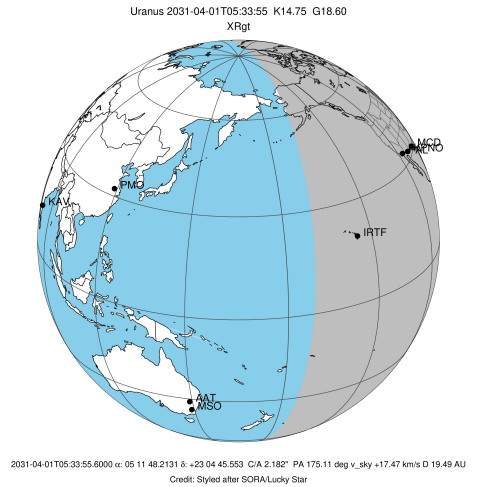 Uranus 2031-04-01T05:33:55 K14.75 G18.60
XRgt
MCD
PMO
KAV
IRTF
AAT
MSO
2031-04-01T05:33:55.6000 α: 05 11 48.2131 δ: +23 04 45.553 C/A 2.182" PA 175.11 deg v_sky +17.47 km/s D 19.49 AU
Credit: Styled after SORA/Lucky Star